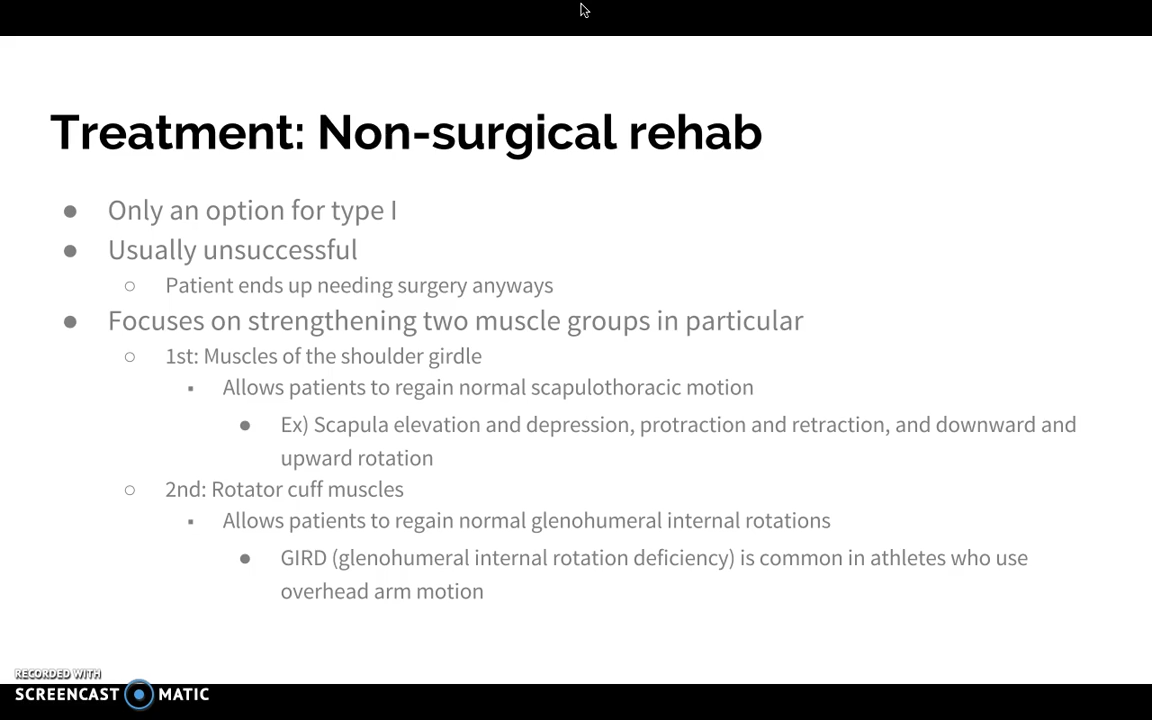 Treatment: Non-surgical rehab
● Only an option for type I
● Usually unsuccessful
○ Patient ends up needing surgery anyways
● Focuses on strengthening two muscle groups in particular
○ 1st: Muscles of the shoulder girdle
▪ Allows patients to regain normal scapulothoracic motion
● Ex) Scapula elevation and depression, protraction and retraction, and downward and
upward rotation
○ 2nd: Rotator cuff muscles
▪ Allows patients to regain normal glenohumeral internal rotations
● GIRD (glenohumeral internal rotation deficiency) is common in athletes who use
overhead arm motion
RECORDED WITH
SCREENCAST MATIC